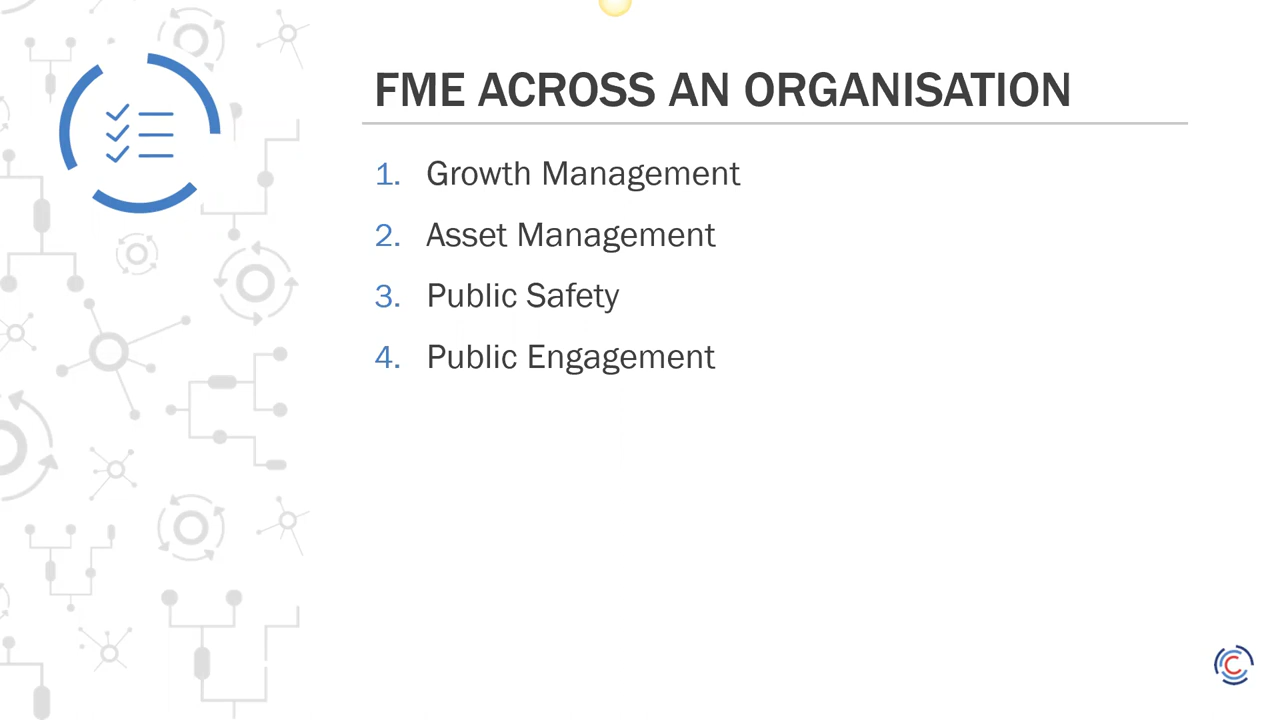 FME ACROSS AN ORGANISATION
1. Growth Management
2. Asset Management
3. Public Safety
4. Public Engagement